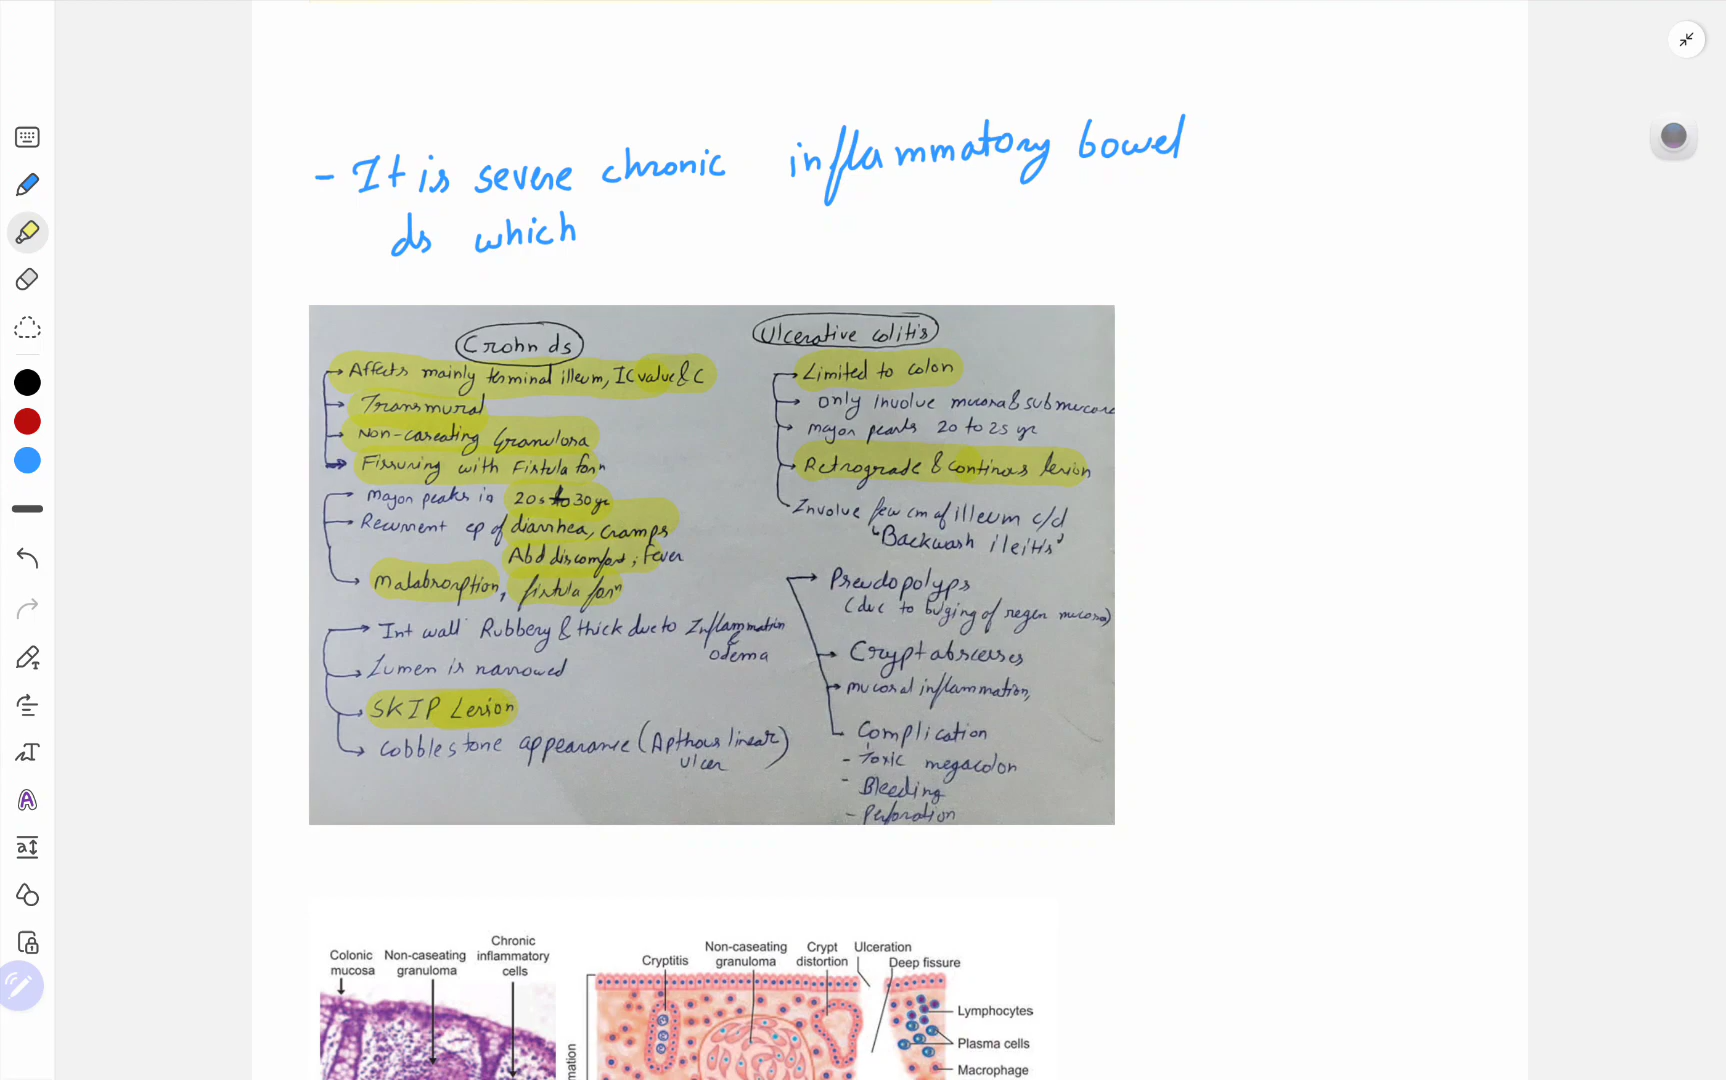 - It is severe chronic inflammatory bowel
ds which
Crohn ds
Affects mainly terminal illeum, IC value & C
Transmural
Non-caseating Granulosa
Fissuring with Fistula formn
major peaks in 20s to 30 yr
Recurrent ep of diarrhea, Cramps
Abd discomfort, Fever
malabsorption, fistula formn
Int wall Rubbery & thick due to Inflammation
& odema
Lumen is narrowed
SKIP Lesion
Cobblestone appearance (Apthous linear)
ulcer
Ulcerative colitis
Limited to colon
only involve mucosa & submucosa
major peaks 20 to 25 yr
Retrograde & continous lesion
Involve few cm of illeum c/d
"Backwash ileitis"
Pseudopolyps
(due to bulging of regen mucosa)
Crypt abscesses
mucosal inflammation,
Complication
- Toxic megacolon
- Bleeding
- Perforation
Colonic
mucosa
Non-caseating
granuloma
Chronic
inflammatory
cells
Cryptitis
Non-caseating
granuloma
Crypt
distortion
Ulceration
Deep fissure
Lymphocytes
Plasma cells
Macrophage